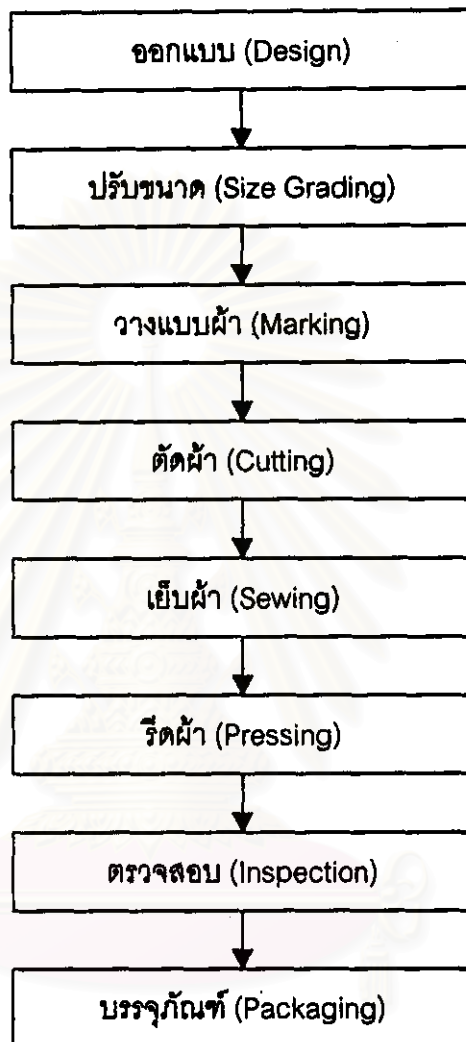 ออกแบบ (Design)
ปรับขนาด (Size Grading)
วางแบบผ้า (Marking)
ตัดผ้า (Cutting)
เย็บผ้า (Sewing)
รีดผ้า (Pressing)
ตรวจสอบ (Inspection)
บรรจุภัณฑ์ (Packaging)